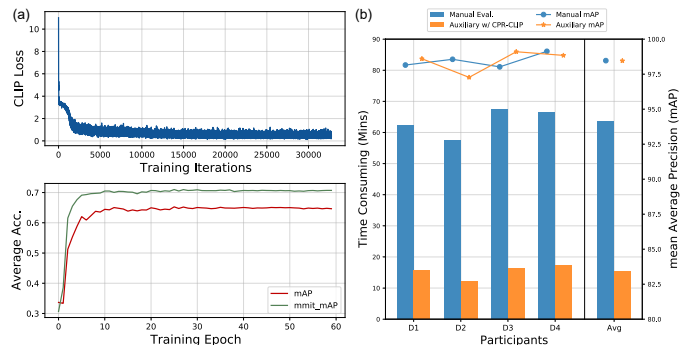 (a)
10
8
6
4
2
0
CLIP Loss
0 5000 10000 15000 20000 25000 30000
Training Iterations
0.7
0.6
0.5
0.4
0.3
Average Acc.
mAP
mmit_mAP
0 10 20 30 40 50 60
Training Epoch
(b)
Manual Eval.
Auxiliary w/ CPR-CLIP
Manual mAP
Auxiliary mAP
90
80
70
60
50
40
30
20
10
0
Time Consuming (Mins)
100.0
97.5
95.0
92.5
90.0
87.5
85.0
82.5
80.0
mean Average Precision (mAP)
D1 D2 D3 D4 Avg
Participants